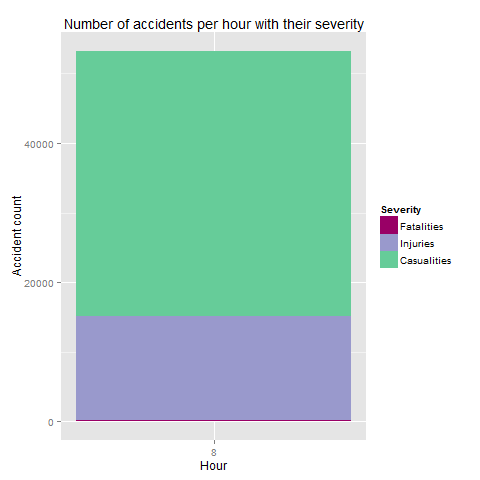 Number of accidents per hour with their severity
Accident count
40000
20000
0
8
Hour
Severity
Fatalities
Injuries
Casualities